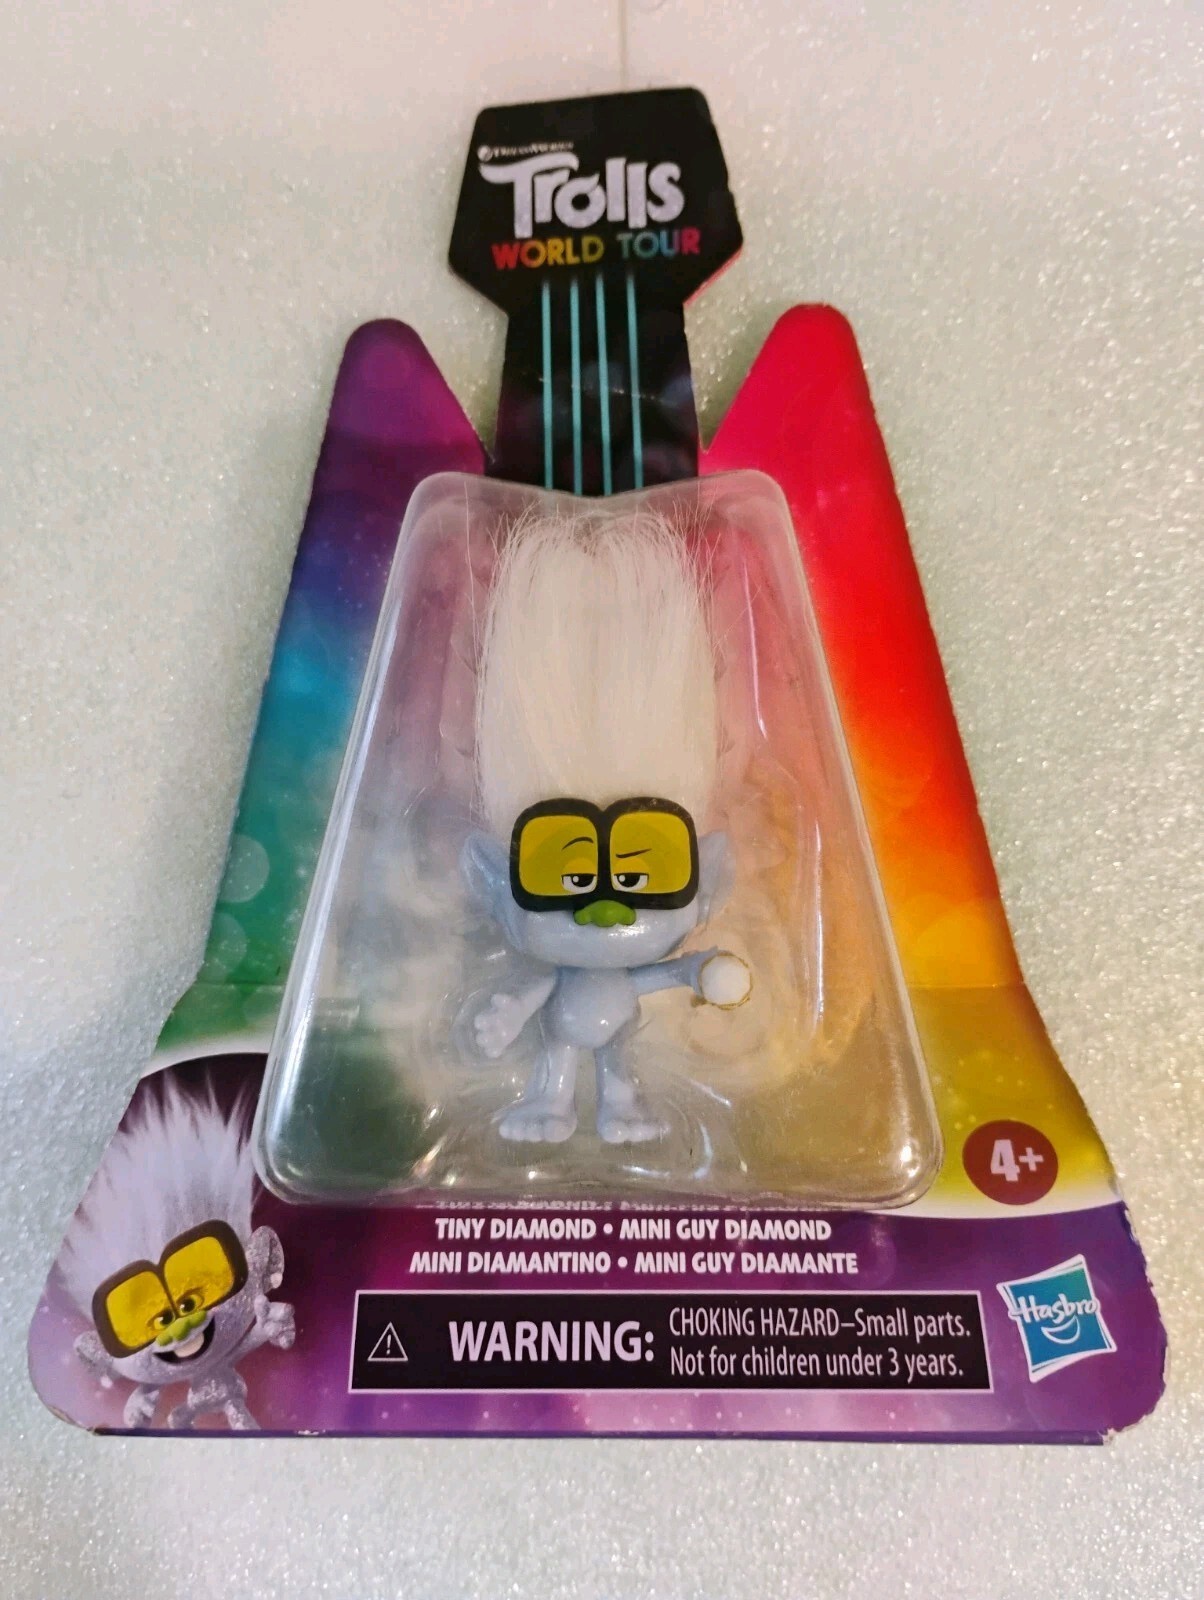 DREAMWORKS
Trolls
WORLD TOUR
4+
TINY DIAMOND • MINI GUY DIAMOND
MINI DIAMANTINO • MINI GUY DIAMANTE
WARNING:
CHOKING HAZARD–Small parts.
Not for children under 3 years.
Hasbro